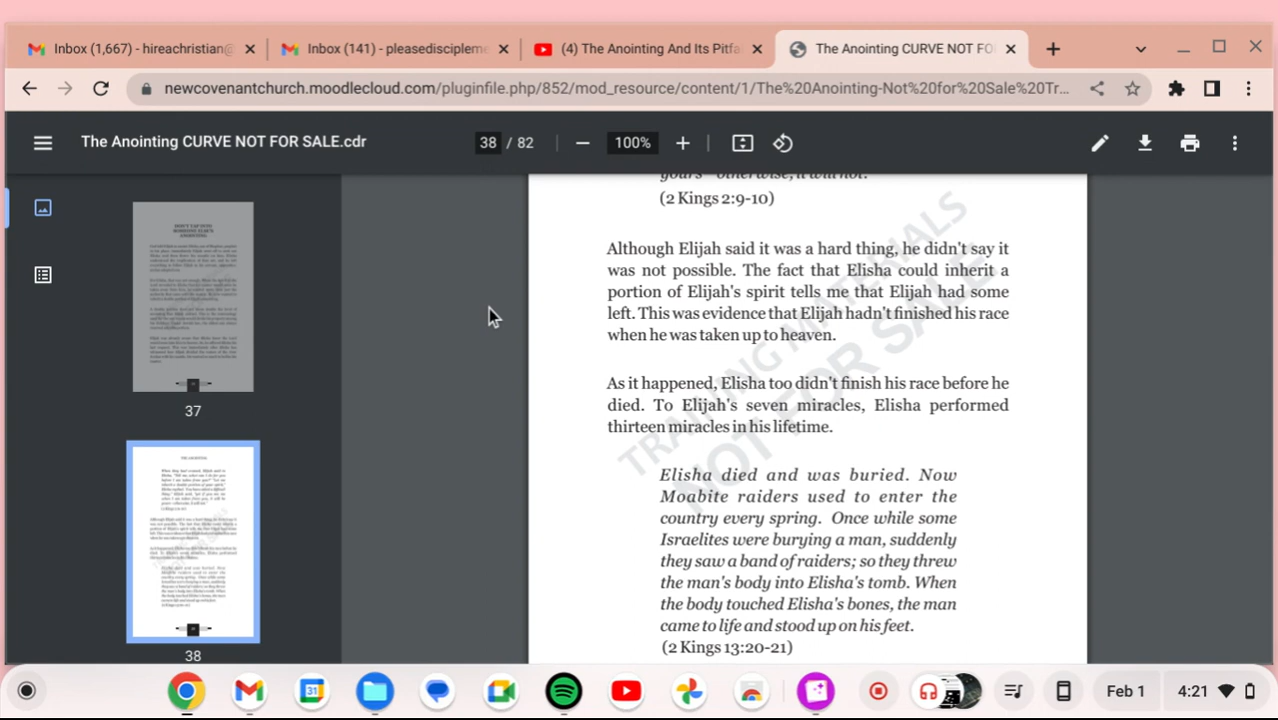 Inbox (1,667) - hireachristian@
Inbox (141) - pleasediscipleme
(4) The Anointing And Its Pitfa
The Anointing CURVE NOT FO
newcovenantchurch.moodlecloud.com/pluginfile.php/852/mod_resource/content/1/The%20Anointing-Not%20for%20Sale%20Tr...
The Anointing CURVE NOT FOR SALE.cdr
38 / 82
100%
37
38
yours—otherwise, it will not."
(2 Kings 2:9-10)
Although Elijah said it was a hard thing, he didn't say it
was not possible. The fact that Elisha could inherit a
portion of Elijah's spirit tells me that Elijah had some
left. This was evidence that Elijah hadn't finished his race
when he was taken up to heaven.
As it happened, Elisha too didn't finish his race before he
died. To Elijah's seven miracles, Elisha performed
thirteen miracles in his lifetime.
Elisha died and was buried. Now
Moabite raiders used to enter the
country every spring. Once while some
Israelites were burying a man, suddenly
they saw a band of raiders; so they threw
the man's body into Elisha's tomb. When
the body touched Elisha's bones, the man
came to life and stood up on his feet.
(2 Kings 13:20-21)
TRAINING MATERIALS
NOT FOR SALE
31
Feb 1
4:21